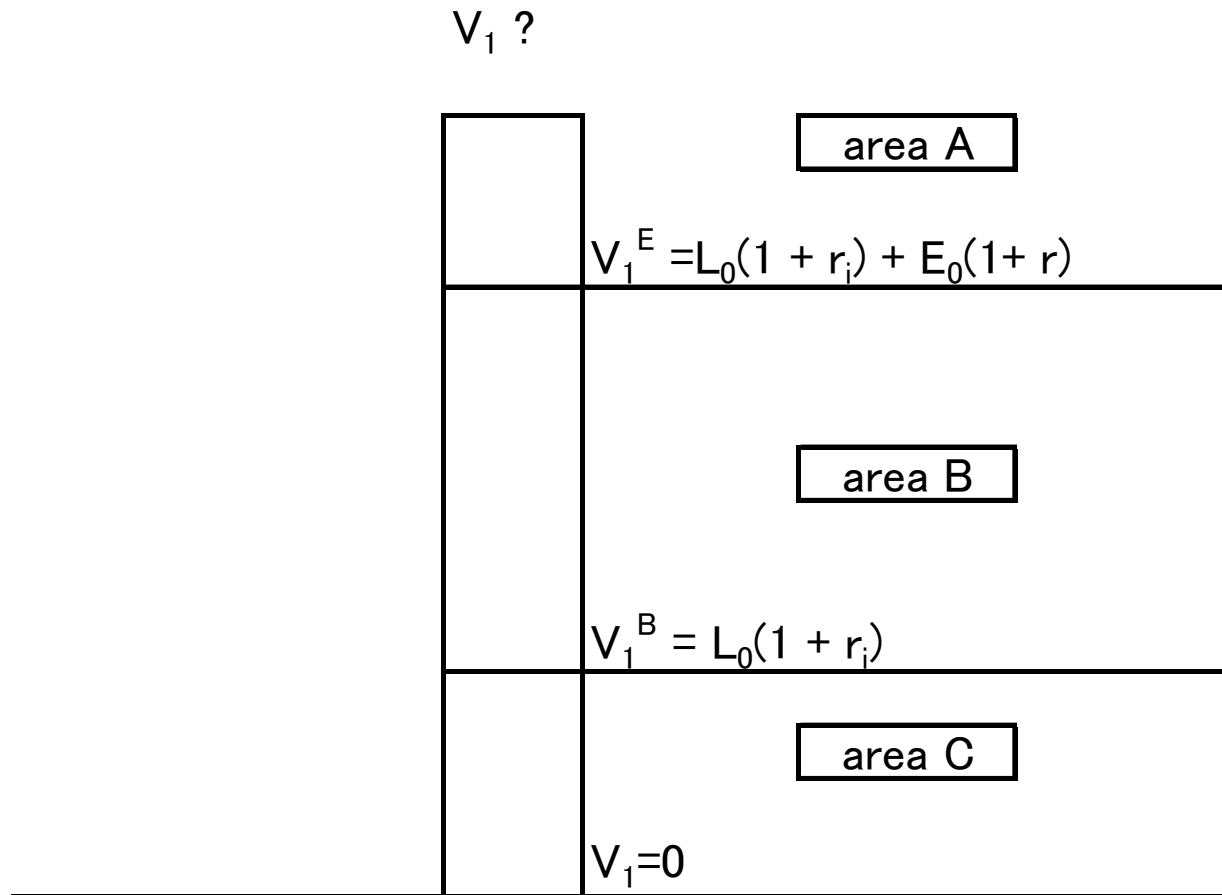 V₁ ?
area A
V₁ᴱ =L₀(1 + rᵢ) + E₀(1+ r)
area B
V₁ᴮ = L₀(1 + rᵢ)
area C
V₁=0